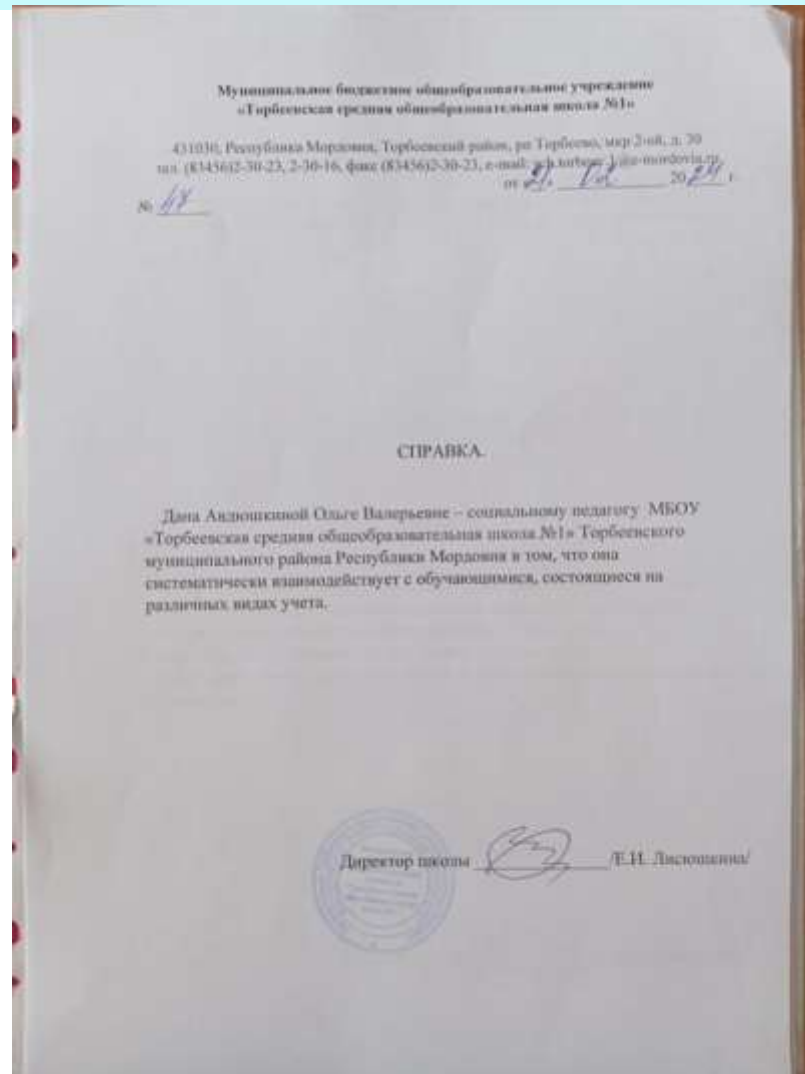 Муниципальное бюджетное общеобразовательное учреждение
«Торбеевская средняя общеобразовательная школа №1»
431030, Республика Мордовия, Торбеевский район, рп Торбеево, мкр 2-ой, д. 30
тел. (83456)2-30-23, 2-30-16, факс (83456)2-30-23, e-mail:
от 20 24 г.
№ 48
СПРАВКА.
Дана Андюшкиной Ольге Валерьевне – социальному педагогу МБОУ
«Торбеевская средняя общеобразовательная школа №1» Торбеевского
муниципального района Республики Мордовия в том, что она
систематически взаимодействует с обучающимися, состоящиеся на
различных видах учета.
Директор школы /Е.И. Лисюшкина/